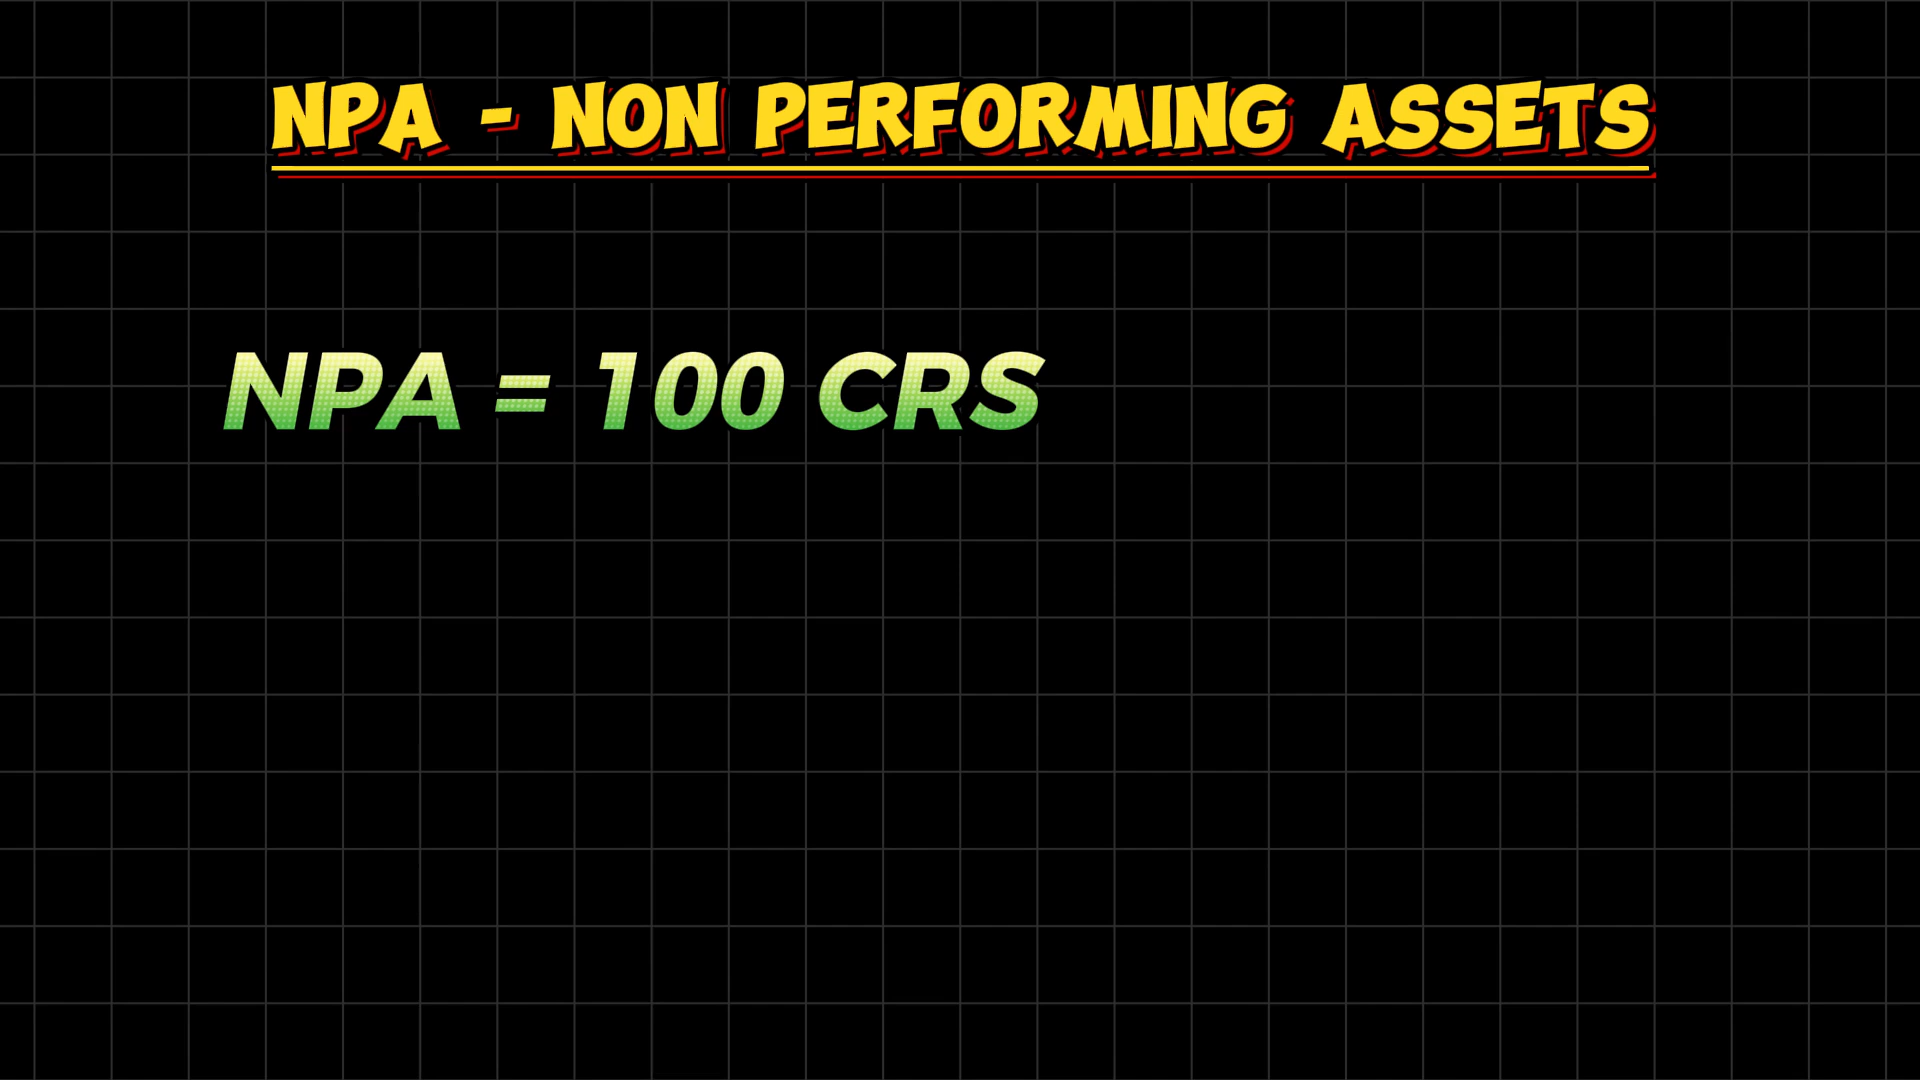 NPA - NON PERFORMING ASSETS
NPA = 100 CRS